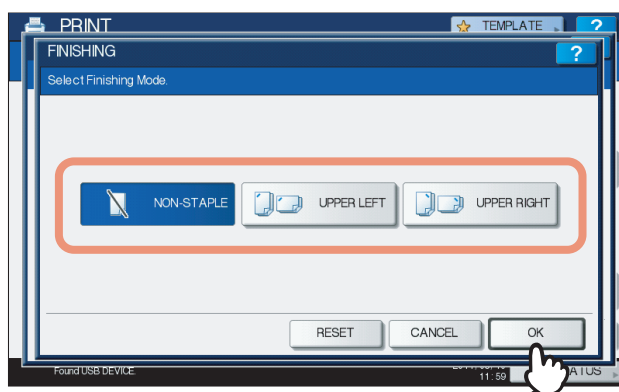 PRINT
TEMPLATE
?
FINISHING
?
Select Finishing Mode.
NON-STAPLE
UPPER LEFT
UPPER RIGHT
RESET
CANCEL
OK
Found USB DEVICE.
11:59